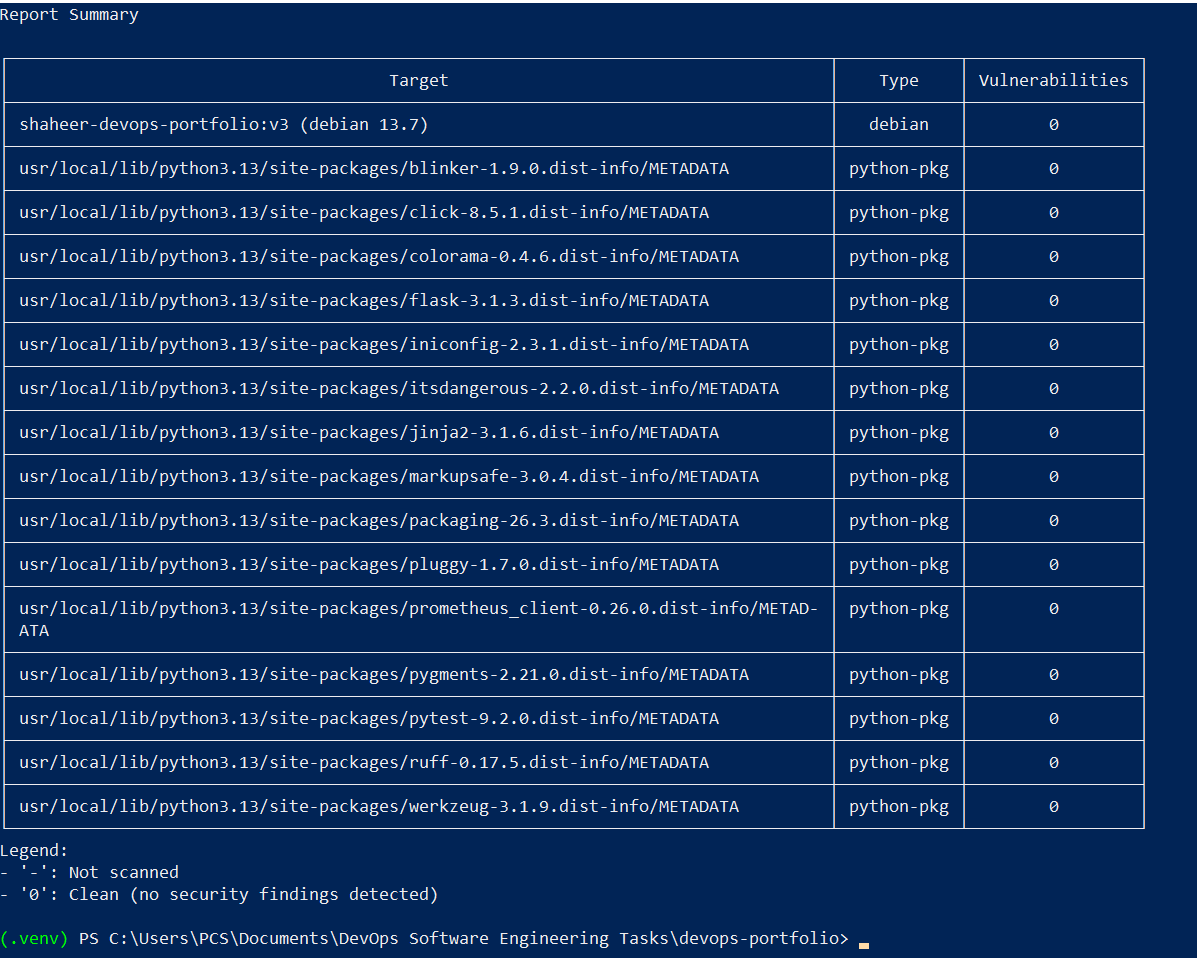 Report Summary
Target Type Vulnerabilities
shaheer-devops-portfolio:v3 (debian 13.7) debian 0
usr/local/lib/python3.13/site-packages/blinker-1.9.0.dist-info/METADATA python-pkg 0
usr/local/lib/python3.13/site-packages/click-8.5.1.dist-info/METADATA python-pkg 0
usr/local/lib/python3.13/site-packages/colorama-0.4.6.dist-info/METADATA python-pkg 0
usr/local/lib/python3.13/site-packages/flask-3.1.3.dist-info/METADATA python-pkg 0
usr/local/lib/python3.13/site-packages/iniconfig-2.3.1.dist-info/METADATA python-pkg 0
usr/local/lib/python3.13/site-packages/itsdangerous-2.2.0.dist-info/METADATA python-pkg 0
usr/local/lib/python3.13/site-packages/jinja2-3.1.6.dist-info/METADATA python-pkg 0
usr/local/lib/python3.13/site-packages/markupsafe-3.0.4.dist-info/METADATA python-pkg 0
usr/local/lib/python3.13/site-packages/packaging-26.3.dist-info/METADATA python-pkg 0
usr/local/lib/python3.13/site-packages/pluggy-1.7.0.dist-info/METADATA python-pkg 0
usr/local/lib/python3.13/site-packages/prometheus_client-0.26.0.dist-info/METAD- python-pkg 0
ATA
usr/local/lib/python3.13/site-packages/pygments-2.21.0.dist-info/METADATA python-pkg 0
usr/local/lib/python3.13/site-packages/pytest-9.2.0.dist-info/METADATA python-pkg 0
usr/local/lib/python3.13/site-packages/ruff-0.17.5.dist-info/METADATA python-pkg 0
usr/local/lib/python3.13/site-packages/werkzeug-3.1.9.dist-info/METADATA python-pkg 0
Legend:
- '-': Not scanned
- '0': Clean (no security findings detected)
(.venv) PS C:\Users\PCS\Documents\DevOps Software Engineering Tasks\devops-portfolio>